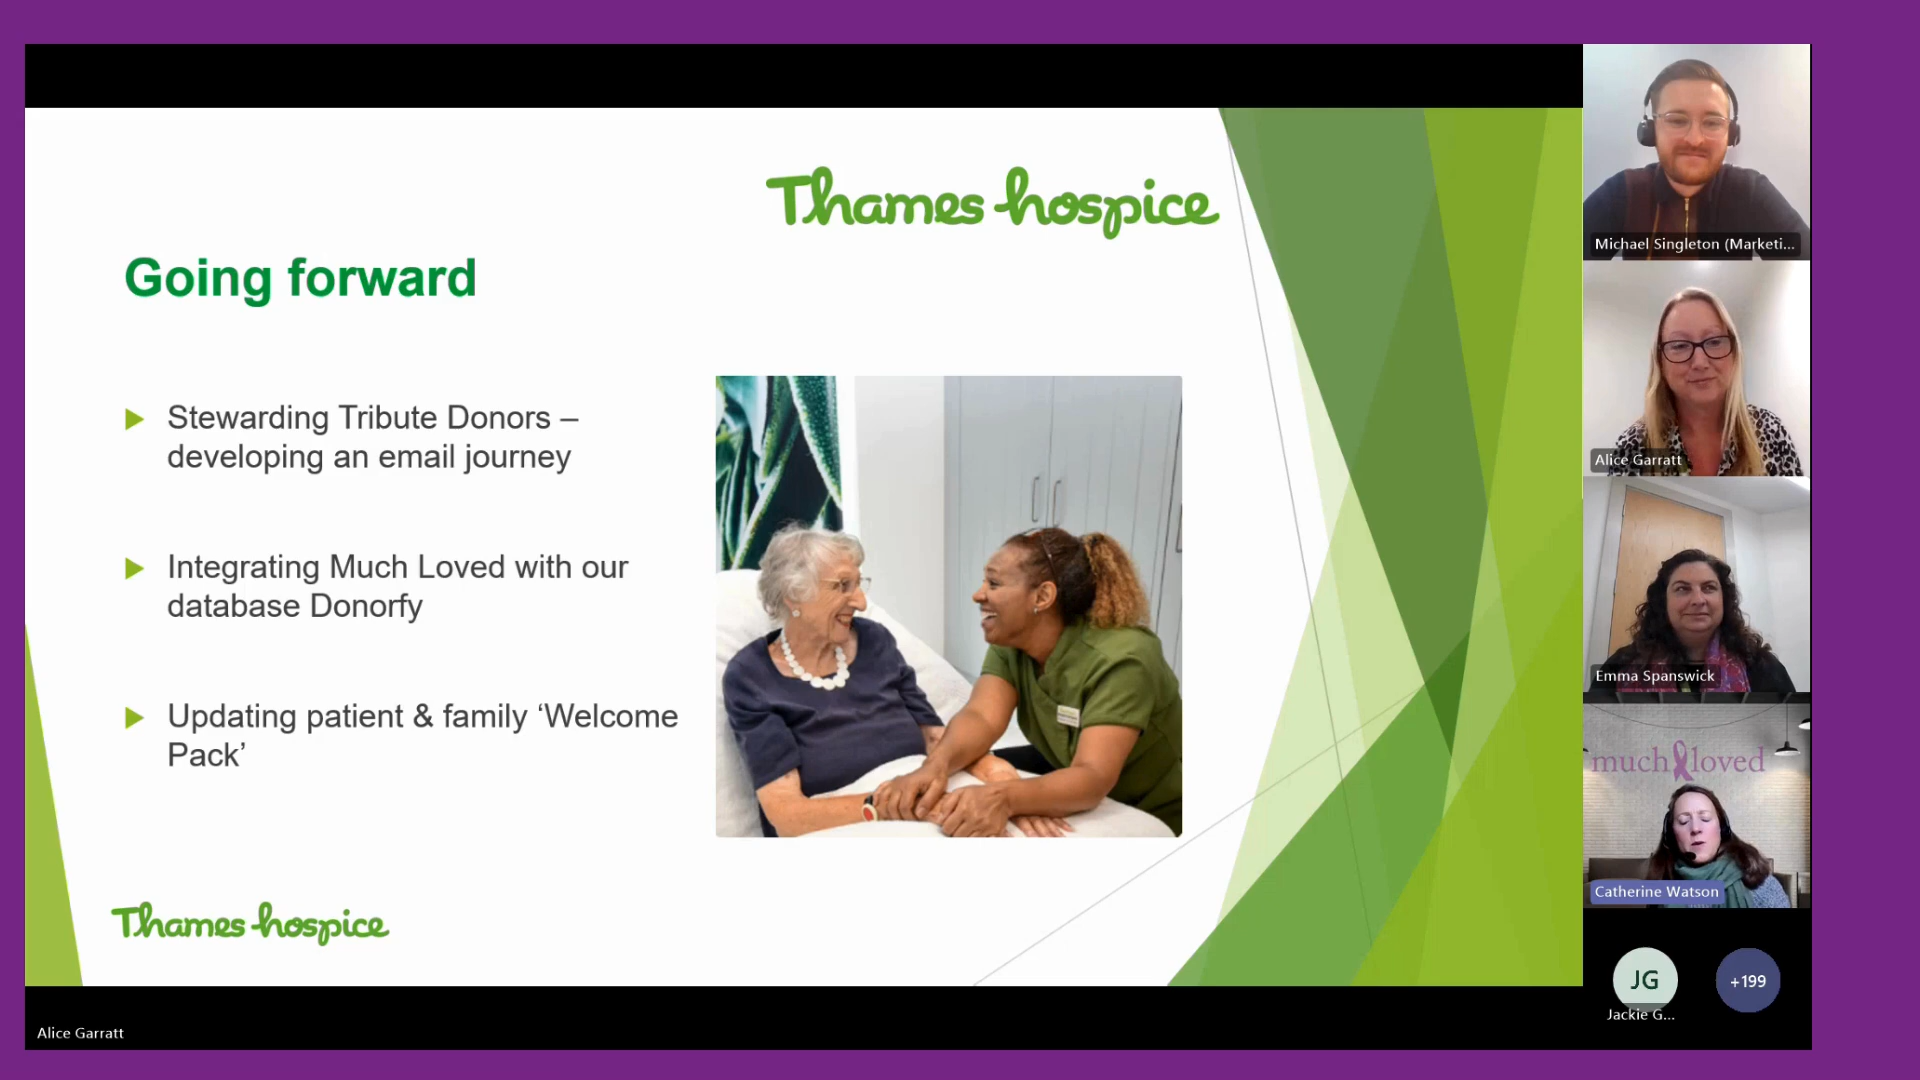 Thames hospice
Going forward
Stewarding Tribute Donors –
developing an email journey
Integrating Much Loved with our
database Donorfy
Updating patient & family ‘Welcome
Pack’
Thames hospice
Alice Garratt
Michael Singleton (Marketi...
Alice Garratt
Emma Spanswick
much loved
Catherine Watson
JG
+199
Jackie G...